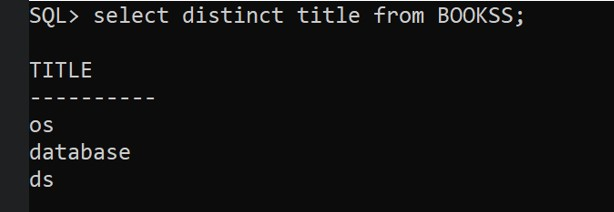 SQL> select distinct title from BOOKSS;
TITLE
----------
os
database
ds